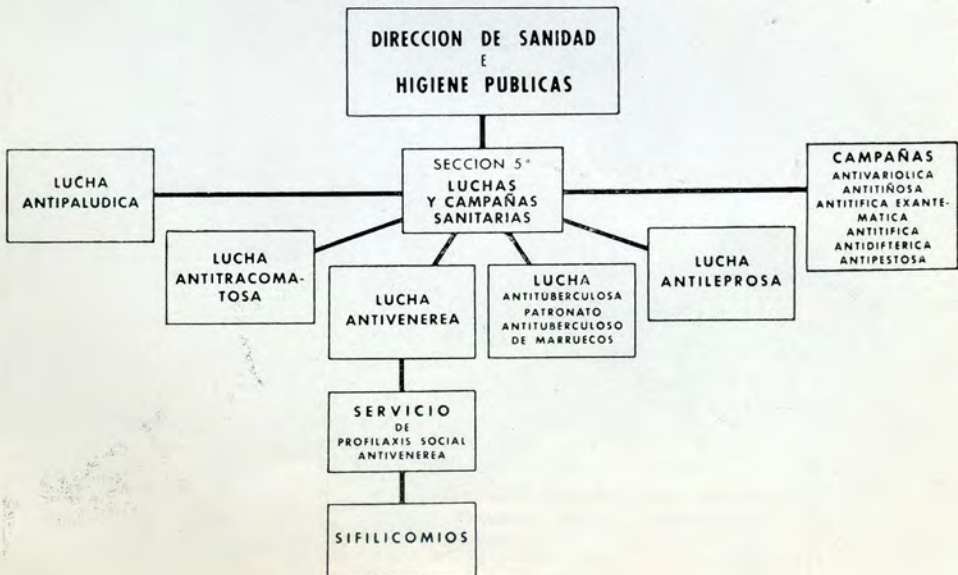 DIRECCION DE SANIDAD
E
HIGIENE PUBLICAS
SECCION 5ª
LUCHAS
Y CAMPAÑAS
SANITARIAS
LUCHA
ANTIPALUDICA
CAMPAÑAS
ANTIVARIOLICA
ANTITIÑOSA
ANTITIFICA EXANTE-
MATICA
ANTITIFICA
ANTIDIFTERICA
ANTIPESTOSA
LUCHA
ANTITRACOMA-
TOSA
LUCHA
ANTIVENEREA
LUCHA
ANTITUBERCULOSA
PATRONATO
ANTITUBERCULOSO
DE MARRUECOS
LUCHA
ANTILEPROSA
SERVICIO
DE
PROFILAXIS SOCIAL
ANTIVENEREA
SIFILICOMIOS